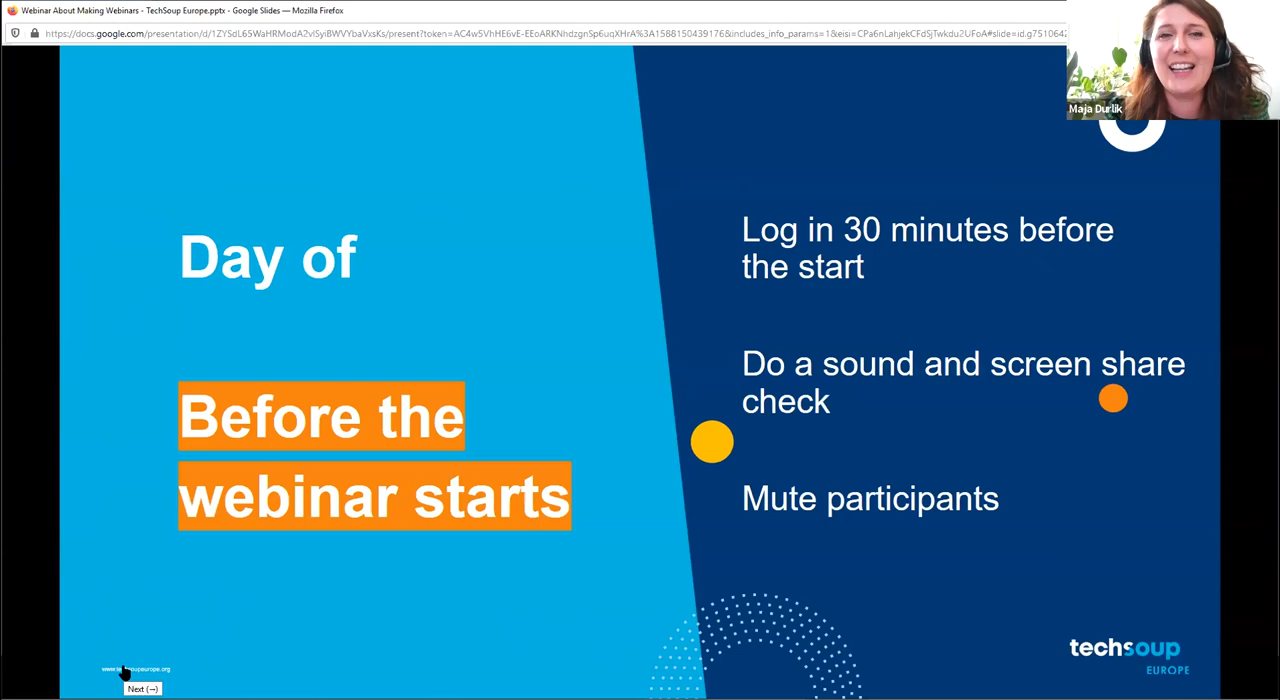 Webinar About Making Webinars - TechSoup Europe.pptx - Google Slides — Mozilla Firefox
Maja Durlik
Day of
Before the
webinar starts
Log in 30 minutes before
the start
Do a sound and screen share
check
Mute participants
techsoup
EUROPE
Next (→)